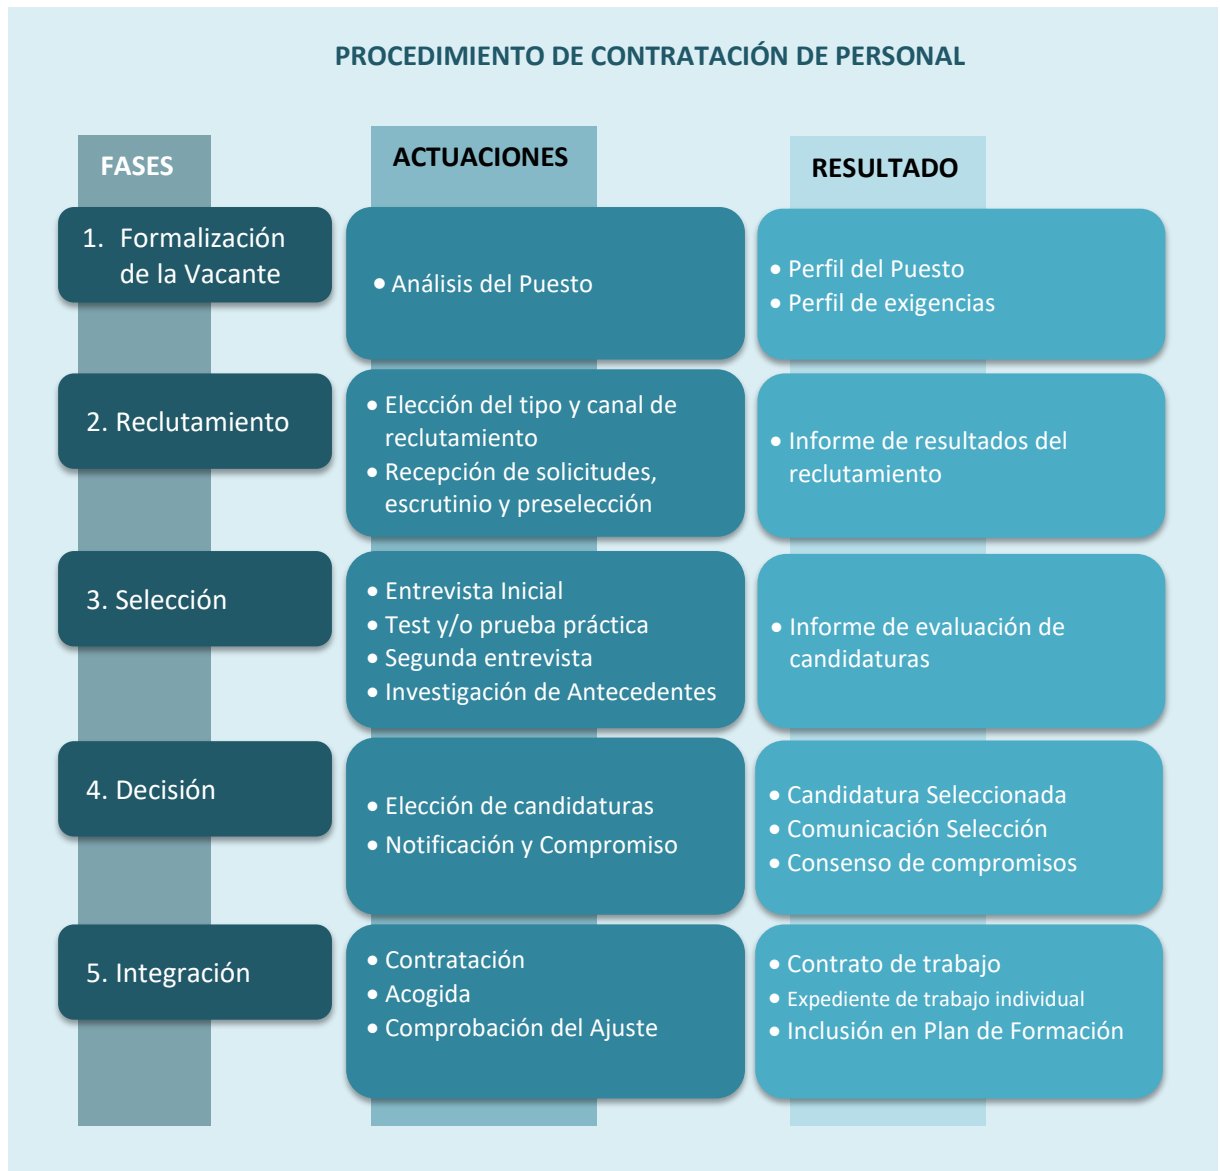 PROCEDIMIENTO DE CONTRATACIÓN DE PERSONAL
FASES
ACTUACIONES
RESULTADO
1. Formalización
de la Vacante
• Análisis del Puesto
• Perfil del Puesto
• Perfil de exigencias
2. Reclutamiento
• Elección del tipo y canal de
reclutamiento
• Recepción de solicitudes,
escrutinio y preselección
• Informe de resultados del
reclutamiento
3. Selección
• Entrevista Inicial
• Test y/o prueba práctica
• Segunda entrevista
• Investigación de Antecedentes
• Informe de evaluación de
candidaturas
4. Decisión
• Elección de candidaturas
• Notificación y Compromiso
• Candidatura Seleccionada
• Comunicación Selección
• Consenso de compromisos
5. Integración
• Contratación
• Acogida
• Comprobación del Ajuste
• Contrato de trabajo
• Expediente de trabajo individual
• Inclusión en Plan de Formación